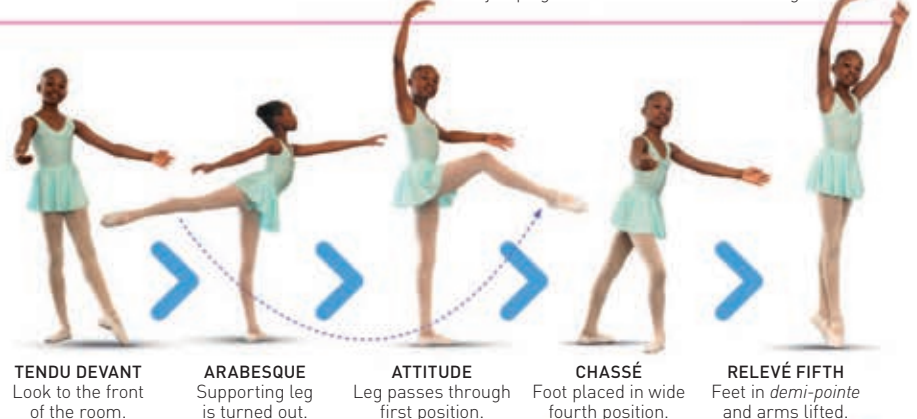 TENDU DEVANT
Look to the front
of the room.
ARABESQUE
Supporting leg
is turned out.
ATTITUDE
Leg passes through
first position.
CHASSÉ
Foot placed in wide
fourth position.
RELEVÉ FIFTH
Feet in demi-pointe
and arms lifted.